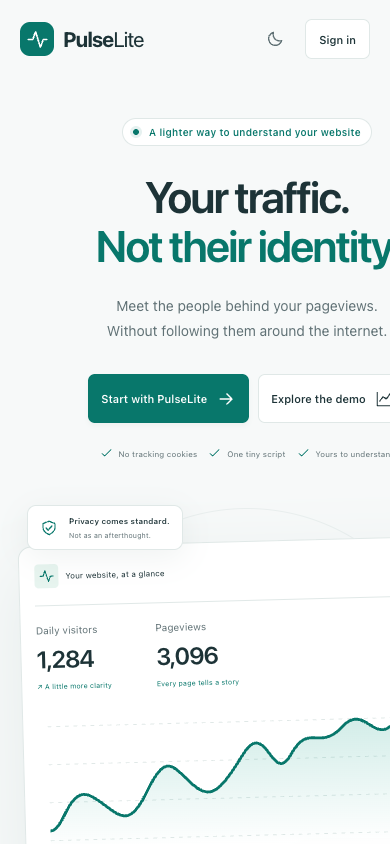 PulseLite
Sign in
A lighter way to understand your website
Your traffic.
Not their identity
Meet the people behind your pageviews.
Without following them around the internet.
Start with PulseLite
Explore the demo
No tracking cookies
One tiny script
Yours to understan
Privacy comes standard.
Not as an afterthought.
Your website, at a glance
Daily visitors
Pageviews
1,284
3,096
↗ A little more clarity
Every page tells a story